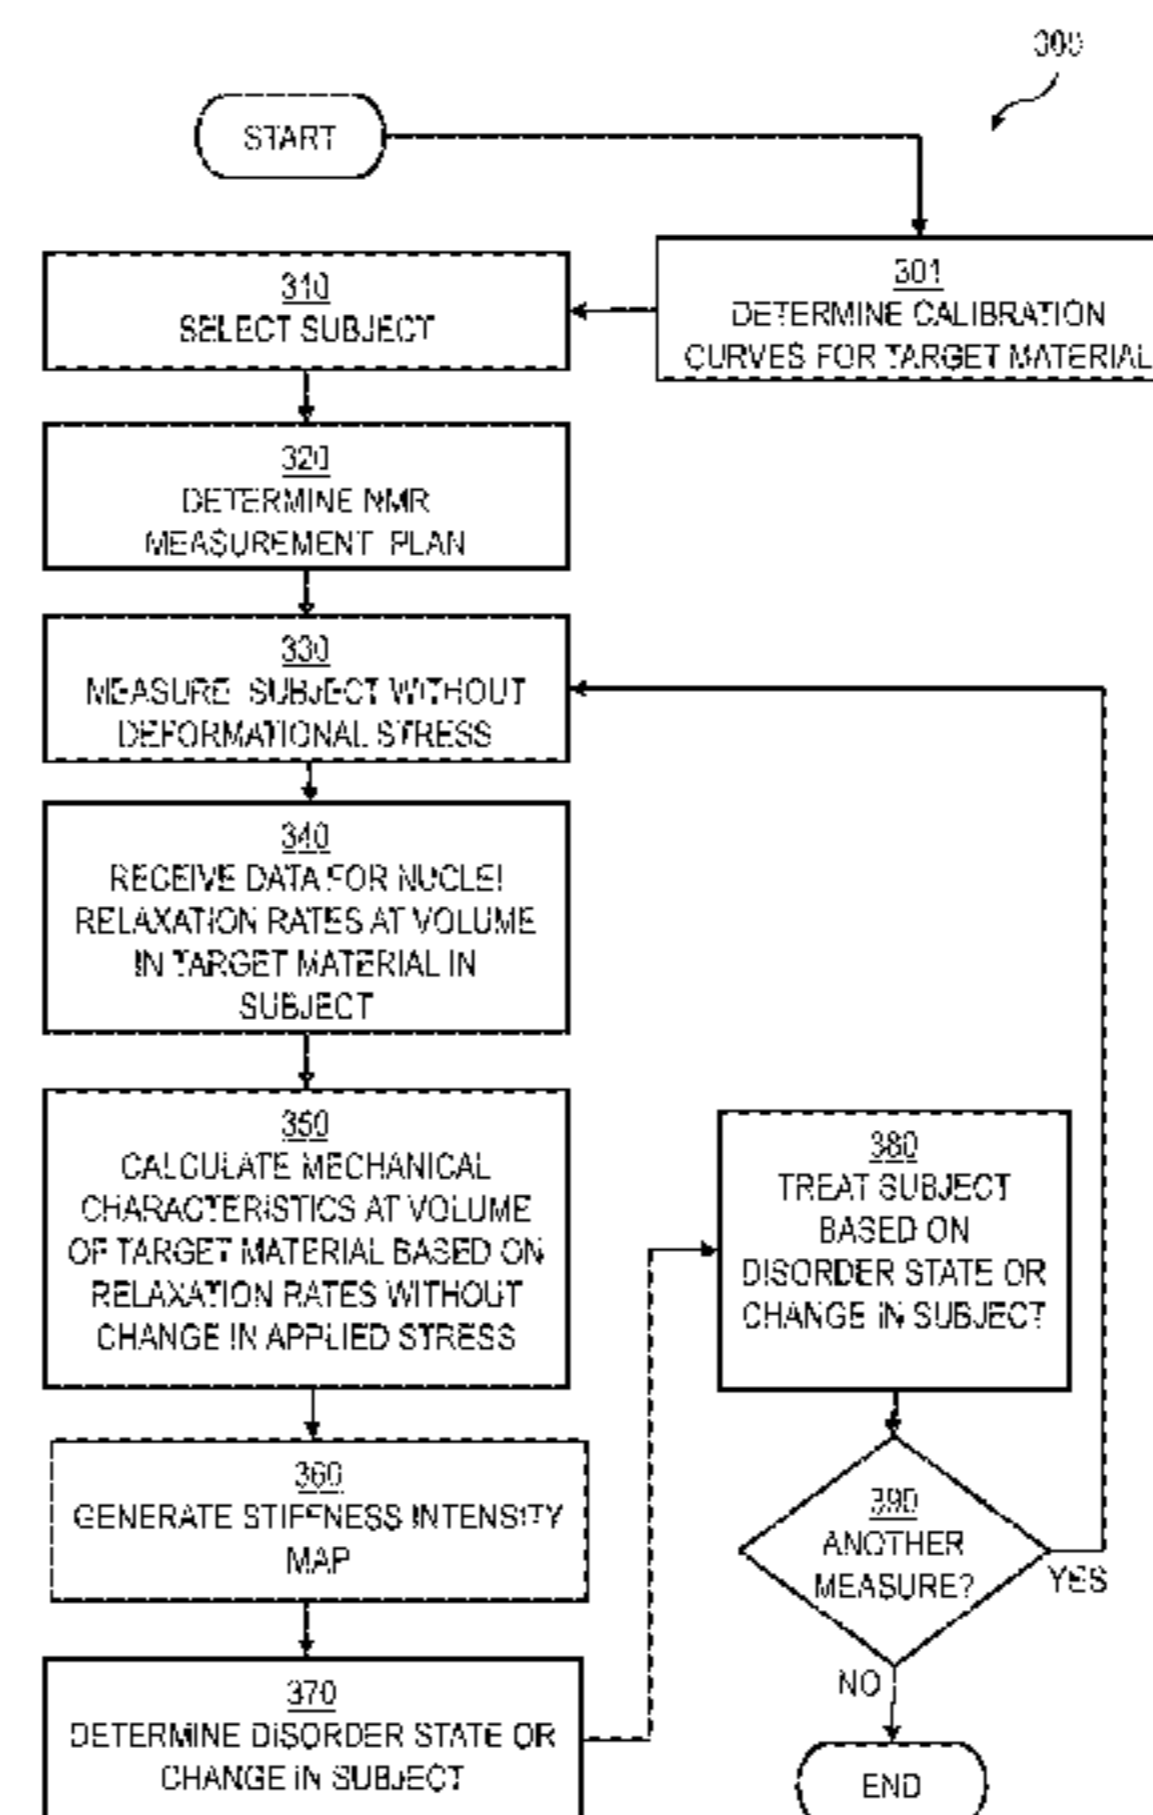 300
START
301
DETERMINE CALIBRATION
CURVES FOR TARGET MATERIAL
310
SELECT SUBJECT
320
DETERMINE NMR
MEASUREMENT PLAN
330
MEASURE SUBJECT WITHOUT
DEFORMATIONAL STRESS
340
RECEIVE DATA FOR NUCLEI
RELAXATION RATES AT VOLUME
IN TARGET MATERIAL IN
SUBJECT
350
CALCULATE MECHANICAL
CHARACTERISTICS AT VOLUME
OF TARGET MATERIAL BASED ON
RELAXATION RATES WITHOUT
CHANGE IN APPLIED STRESS
360
GENERATE STIFFNESS INTENSITY
MAP
370
DETERMINE DISORDER STATE OR
CHANGE IN SUBJECT
380
TREAT SUBJECT
BASED ON
DISORDER STATE OR
CHANGE IN SUBJECT
390
ANOTHER
MEASURE?
YES
NO
END